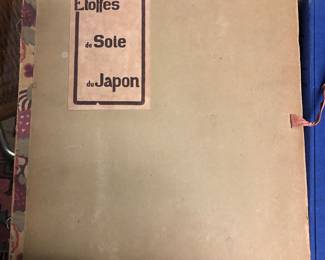 Etoffes
de Soie
du Japon